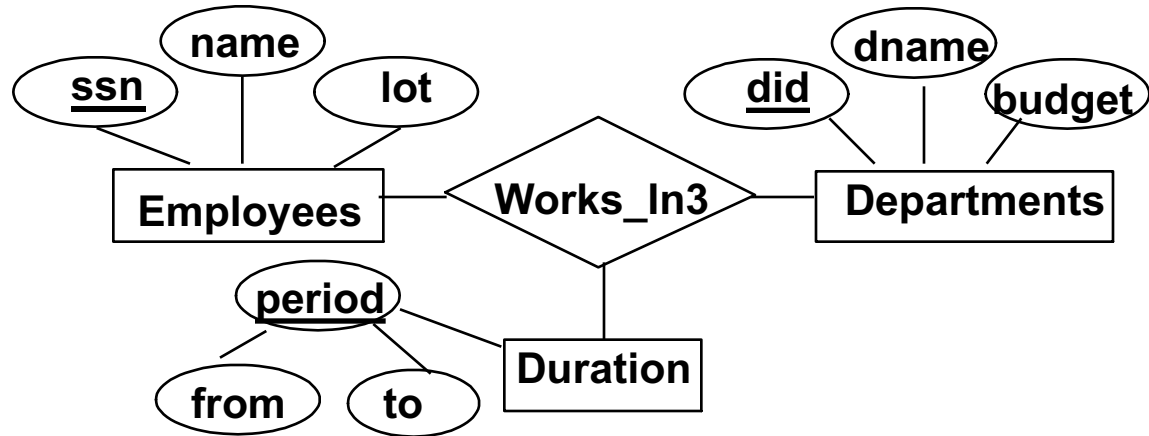 name
ssn
lot
dname
did
budget
Employees
Works_In3
Departments
period
Duration
from
to